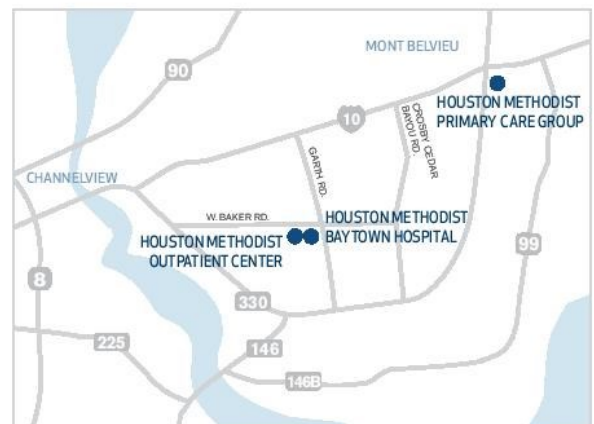 MONT BELVIEU
90
HOUSTON METHODIST
PRIMARY CARE GROUP
10
CROSBY CEDAR
BAYOU RD.
GARTH RD.
CHANNELVIEW
W. BAKER RD.
HOUSTON METHODIST
BAYTOWN HOSPITAL
HOUSTON METHODIST
OUTPATIENT CENTER
99
8
330
225
146
146B